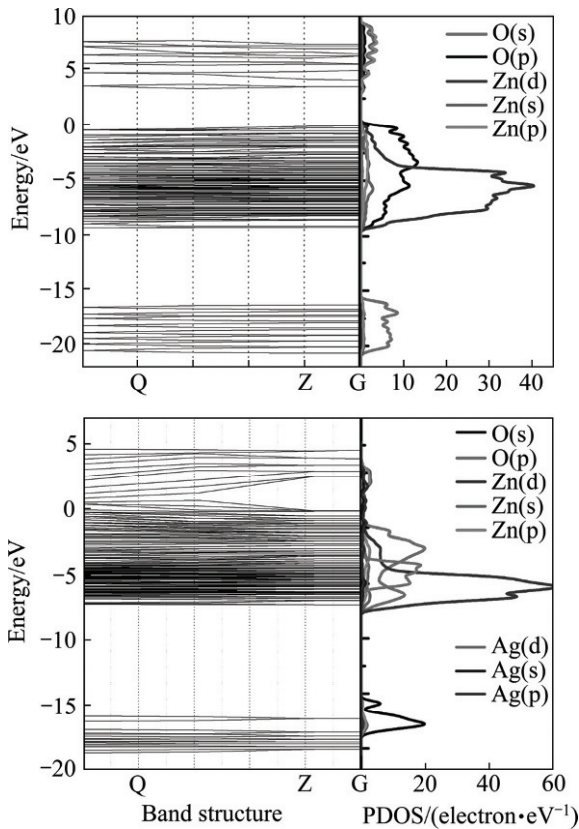 10
5
0
−5
−10
−15
−20
Energy/eV
Q
Z
G
10
20
30
40
O(s)
O(p)
Zn(d)
Zn(s)
Zn(p)
5
0
−5
−10
−15
−20
Energy/eV
Q
Z
G
20
40
60
O(s)
O(p)
Zn(d)
Zn(s)
Zn(p)
Ag(d)
Ag(s)
Ag(p)
Band structure
PDOS/(electron•eV⁻¹)